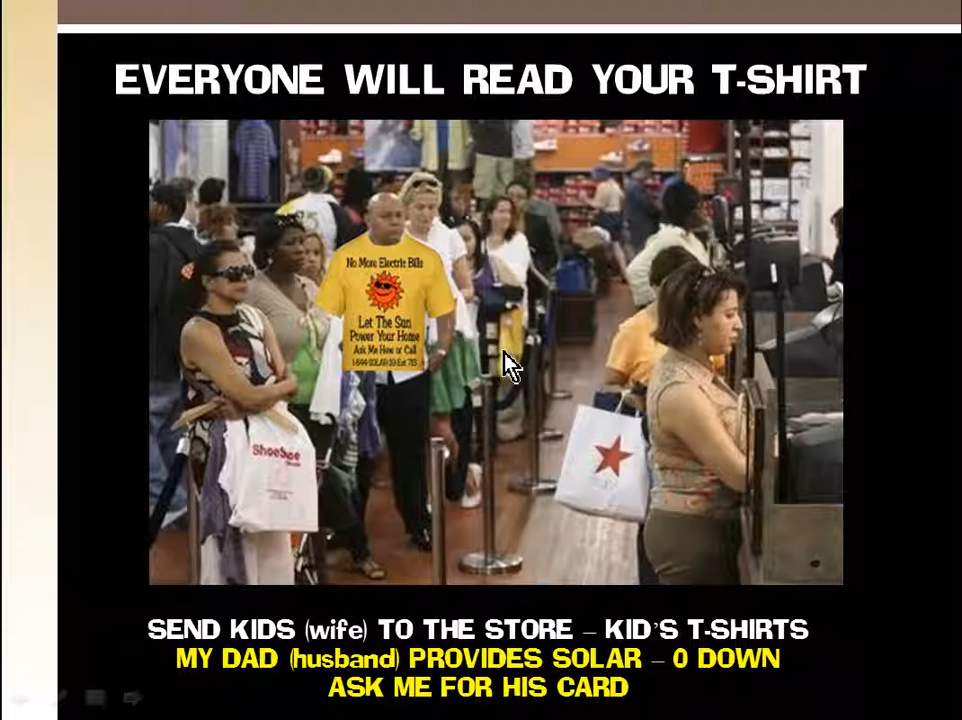 EVERYONE WILL READ YOUR T-SHIRT
No More Electric Bills
Let The Sun
Power Your Home
Ask Me How or Call
ShoeShoe
SEND KIDS (wife) TO THE STORE – KID'S T-SHIRTS
MY DAD (husband) PROVIDES SOLAR – 0 DOWN
ASK ME FOR HIS CARD